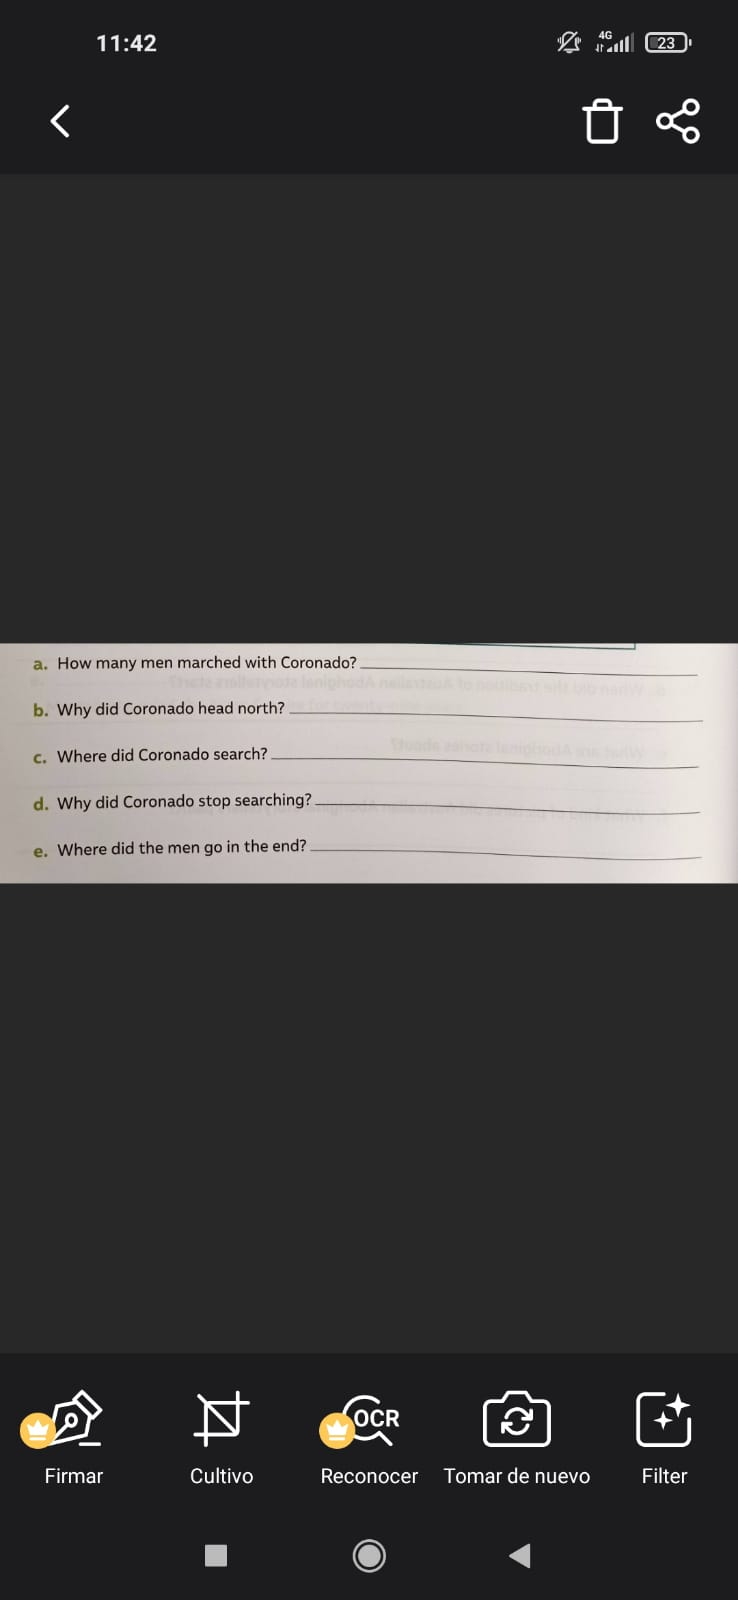 11:42
4G
23
a. How many men marched with Coronado?
b. Why did Coronado head north?
c. Where did Coronado search?
d. Why did Coronado stop searching?
e. Where did the men go in the end?
OCR
Firmar Cultivo Reconocer Tomar de nuevo Filter